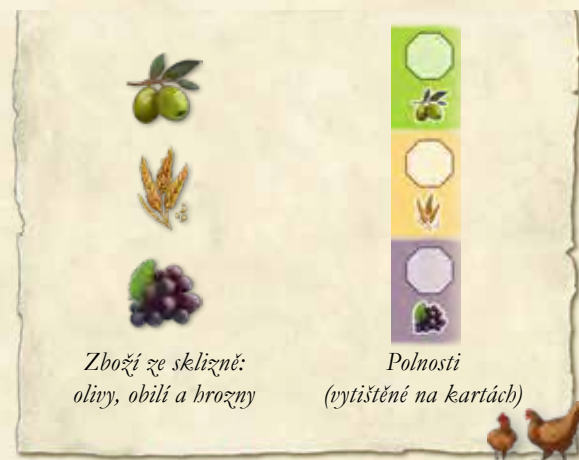 Zboží ze sklizně:
olivy, obilí a hrozny
Polnosti
(vytištěné na kartách)